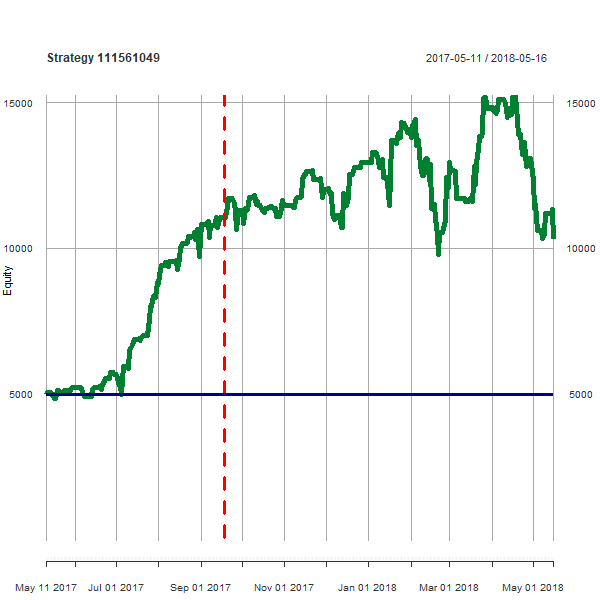 Strategy 111561049 2017-05-11 / 2018-05-16
15000 15000
10000 10000
Equity
5000 5000
May 11 2017 Jul 01 2017 Sep 01 2017 Nov 01 2017 Jan 01 2018 Mar 01 2018 May 01 2018